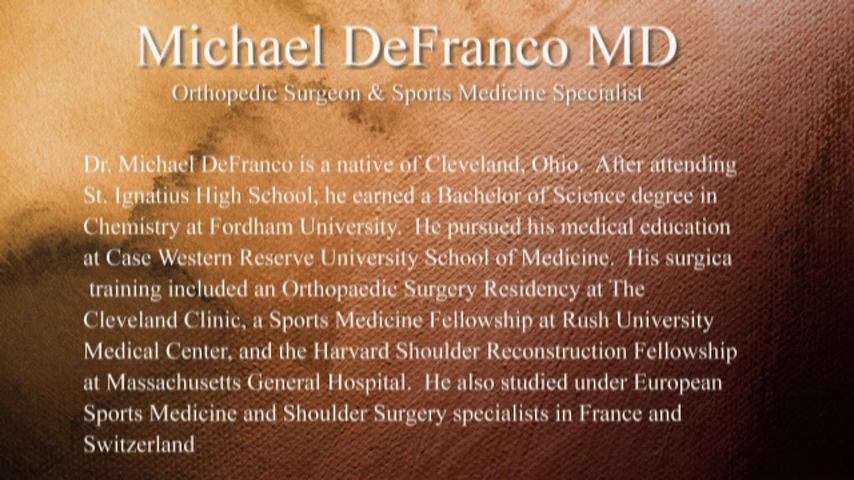 Michael DeFranco MD
Orthopedic Surgeon & Sports Medicine Specialist
Dr. Michael DeFranco is a native of Cleveland, Ohio.  After attending
St. Ignatius High School, he earned a Bachelor of Science degree in
Chemistry at Fordham University.  He pursued his medical education
at Case Western Reserve University School of Medicine.  His surgica
training included an Orthopaedic Surgery Residency at The
Cleveland Clinic, a Sports Medicine Fellowship at Rush University
Medical Center, and the Harvard Shoulder Reconstruction Fellowship
at Massachusetts General Hospital.  He also studied under European
Sports Medicine and Shoulder Surgery specialists in France and
Switzerland